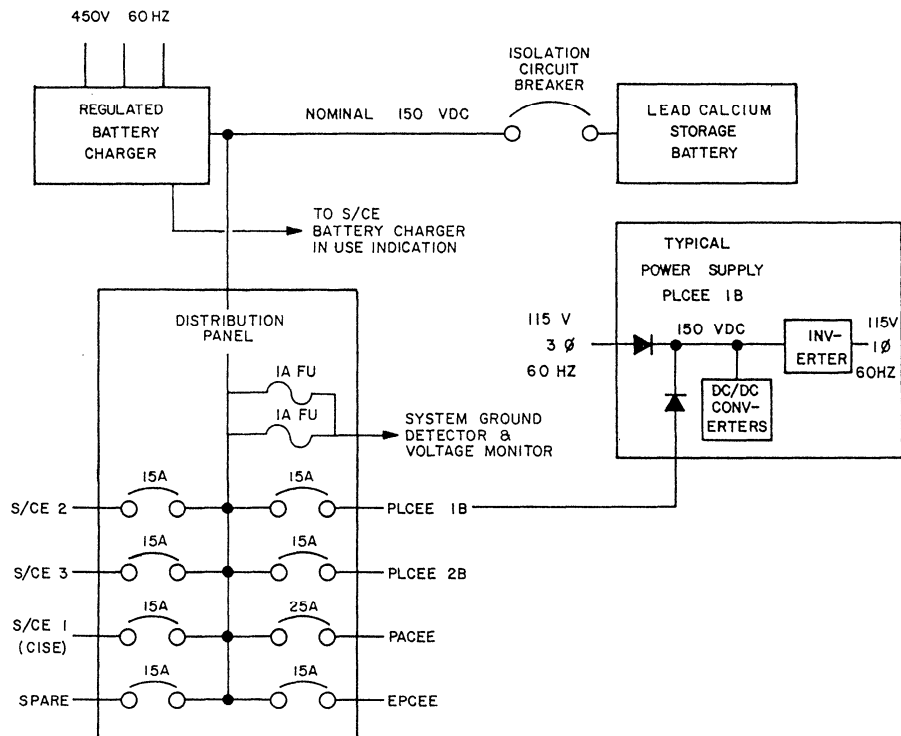 450V 60 HZ
REGULATED
BATTERY
CHARGER
NOMINAL 150 VDC
ISOLATION
CIRCUIT
BREAKER
LEAD CALCIUM
STORAGE
BATTERY
TO S/CE
BATTERY CHARGER
IN USE INDICATION
DISTRIBUTION
PANEL
1A FU
1A FU
SYSTEM GROUND
DETECTOR &
VOLTAGE MONITOR
TYPICAL
POWER SUPPLY
PLCEE 1B
115 V
3 Ø
60 HZ
150 VDC
INV-
ERTER
115V
1Ø
60HZ
DC/DC
CONV-
ERTERS
S/CE 2
15A
15A
PLCEE 1B
S/CE 3
15A
15A
PLCEE 2B
S/CE 1
(CISE)
15A
25A
PACEE
SPARE
15A
15A
EPCEE